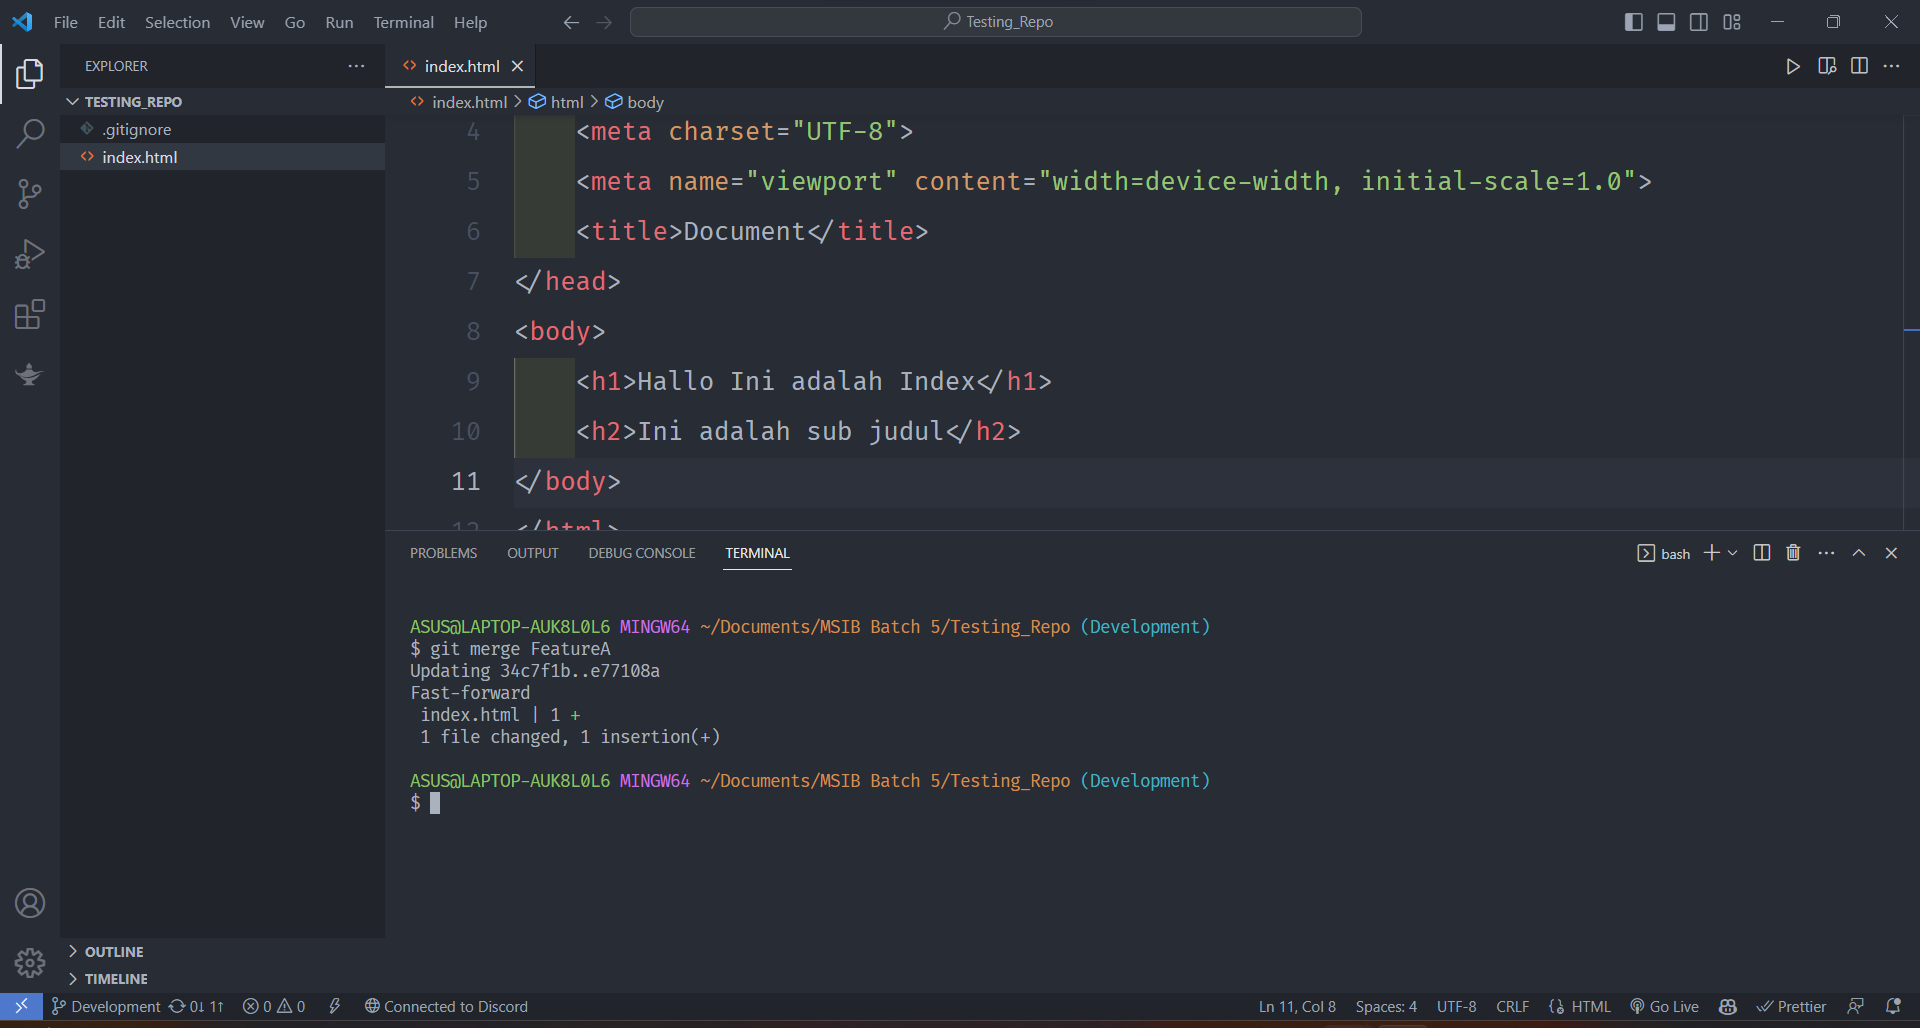 File Edit Selection View Go Run Terminal Help
Testing_Repo
EXPLORER
TESTING_REPO
.gitignore
index.html
OUTLINE
TIMELINE
index.html
index.html > html > body
4 <meta charset="UTF-8">
5 <meta name="viewport" content="width=device-width, initial-scale=1.0">
6 <title>Document</title>
7 </head>
8 <body>
9 <h1>Hallo Ini adalah Index</h1>
10 <h2>Ini adalah sub judul</h2>
11 </body>
12 </html>
PROBLEMS OUTPUT DEBUG CONSOLE TERMINAL
bash
ASUS@LAPTOP-AUK8L0L6 MINGW64 ~/Documents/MSIB Batch 5/Testing_Repo (Development)
$ git merge FeatureA
Updating 34c7f1b..e77108a
Fast-forward
index.html | 1 +
1 file changed, 1 insertion(+)
ASUS@LAPTOP-AUK8L0L6 MINGW64 ~/Documents/MSIB Batch 5/Testing_Repo (Development)
$
Development 0↓ 1↑ 0 0 Connected to Discord Ln 11, Col 8 Spaces: 4 UTF-8 CRLF HTML Go Live Prettier